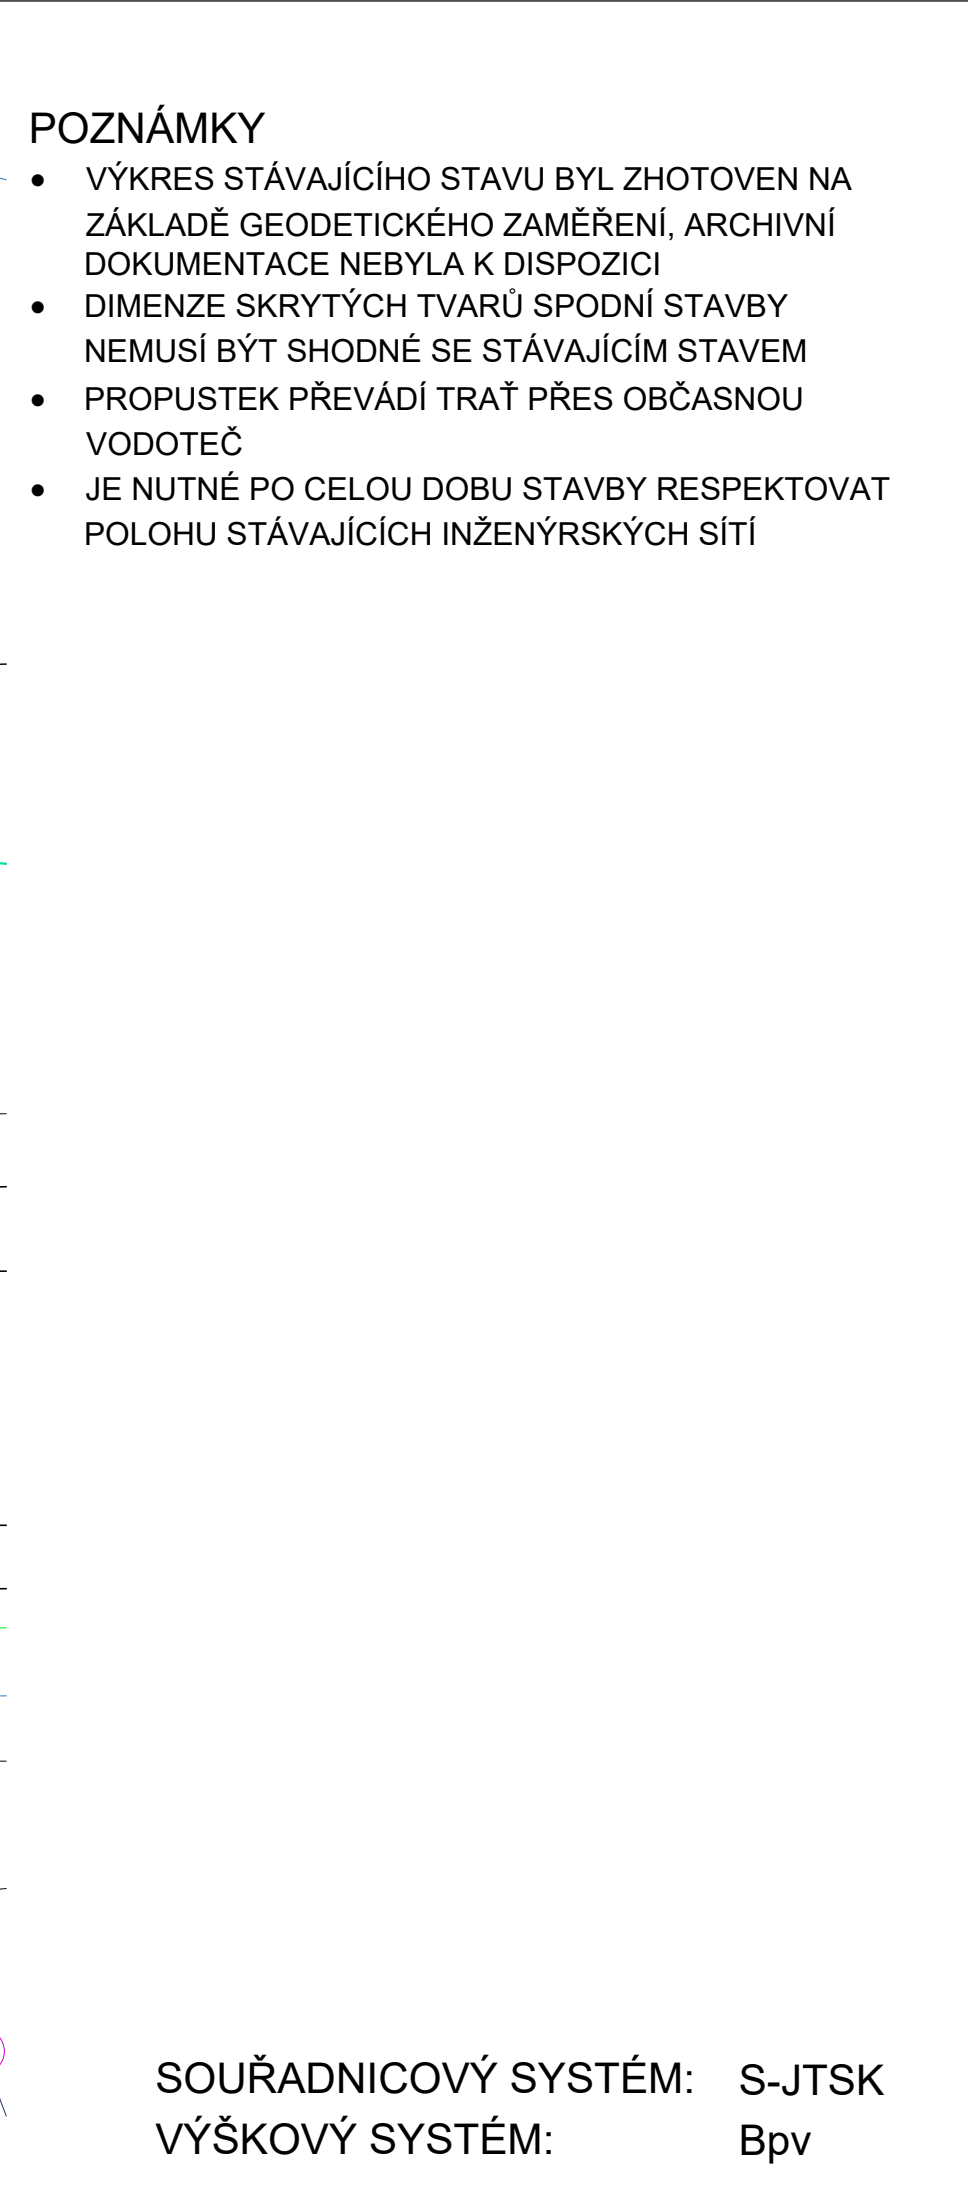 POZNÁMKY
● VÝKRES STÁVAJÍCÍHO STAVU BYL ZHOTOVEN NA
ZÁKLADĚ GEODETICKÉHO ZAMĚŘENÍ, ARCHIVNÍ
DOKUMENTACE NEBYLA K DISPOZICI
● DIMENZE SKRYTÝCH TVARŮ SPODNÍ STAVBY
NEMUSÍ BÝT SHODNÉ SE STÁVAJÍCÍM STAVEM
● PROPUSTEK PŘEVÁDÍ TRAŤ PŘES OBČASNOU
VODOTEČ
● JE NUTNÉ PO CELOU DOBU STAVBY RESPEKTOVAT
POLOHU STÁVAJÍCÍCH INŽENÝRSKÝCH SÍTÍ
SOUŘADNICOVÝ SYSTÉM: S-JTSK
VÝŠKOVÝ SYSTÉM: Bpv